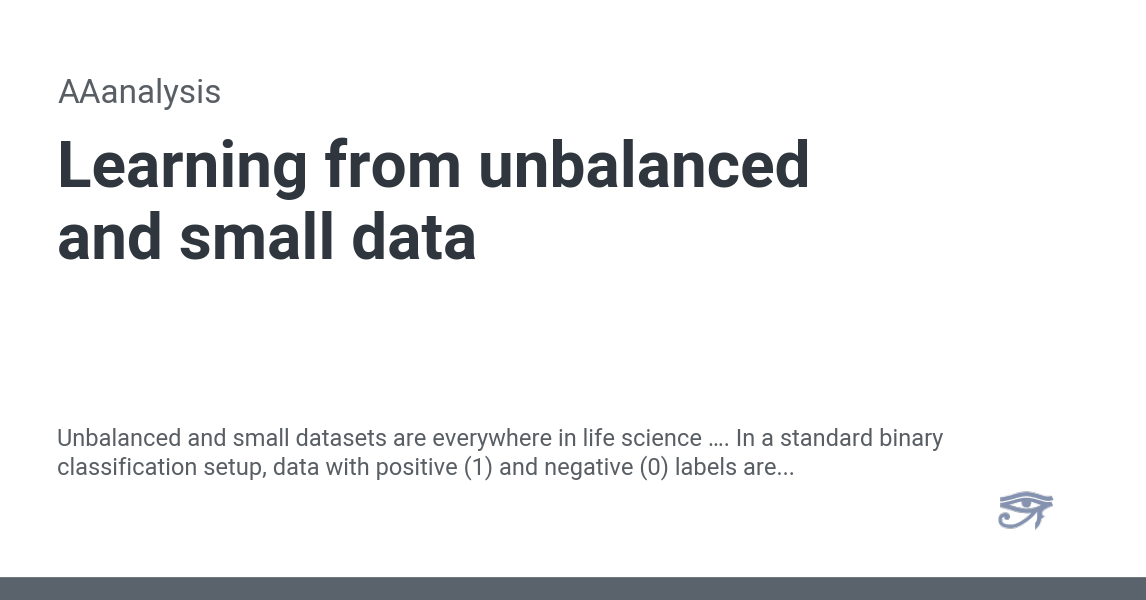 AAanalysis
Learning from unbalanced
and small data
Unbalanced and small datasets are everywhere in life science .... In a standard binary
classification setup, data with positive (1) and negative (0) labels are...